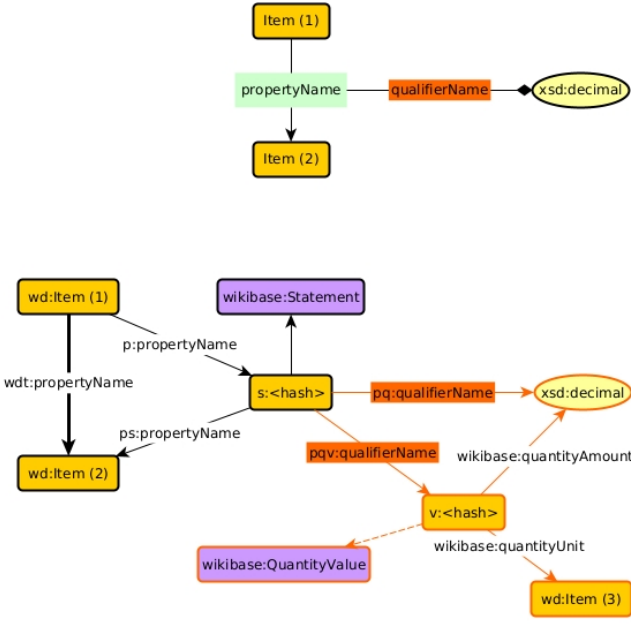 Item (1)
propertyName
qualifierName
xsd:decimal
Item (2)
wd:Item (1)
wikibase:Statement
p:propertyName
wdt:propertyName
s:<hash>
pq:qualifierName
xsd:decimal
ps:propertyName
pqv:qualifierName
wikibase:quantityAmount
wd:Item (2)
v:<hash>
wikibase:quantityUnit
wikibase:QuantityValue
wd:Item (3)